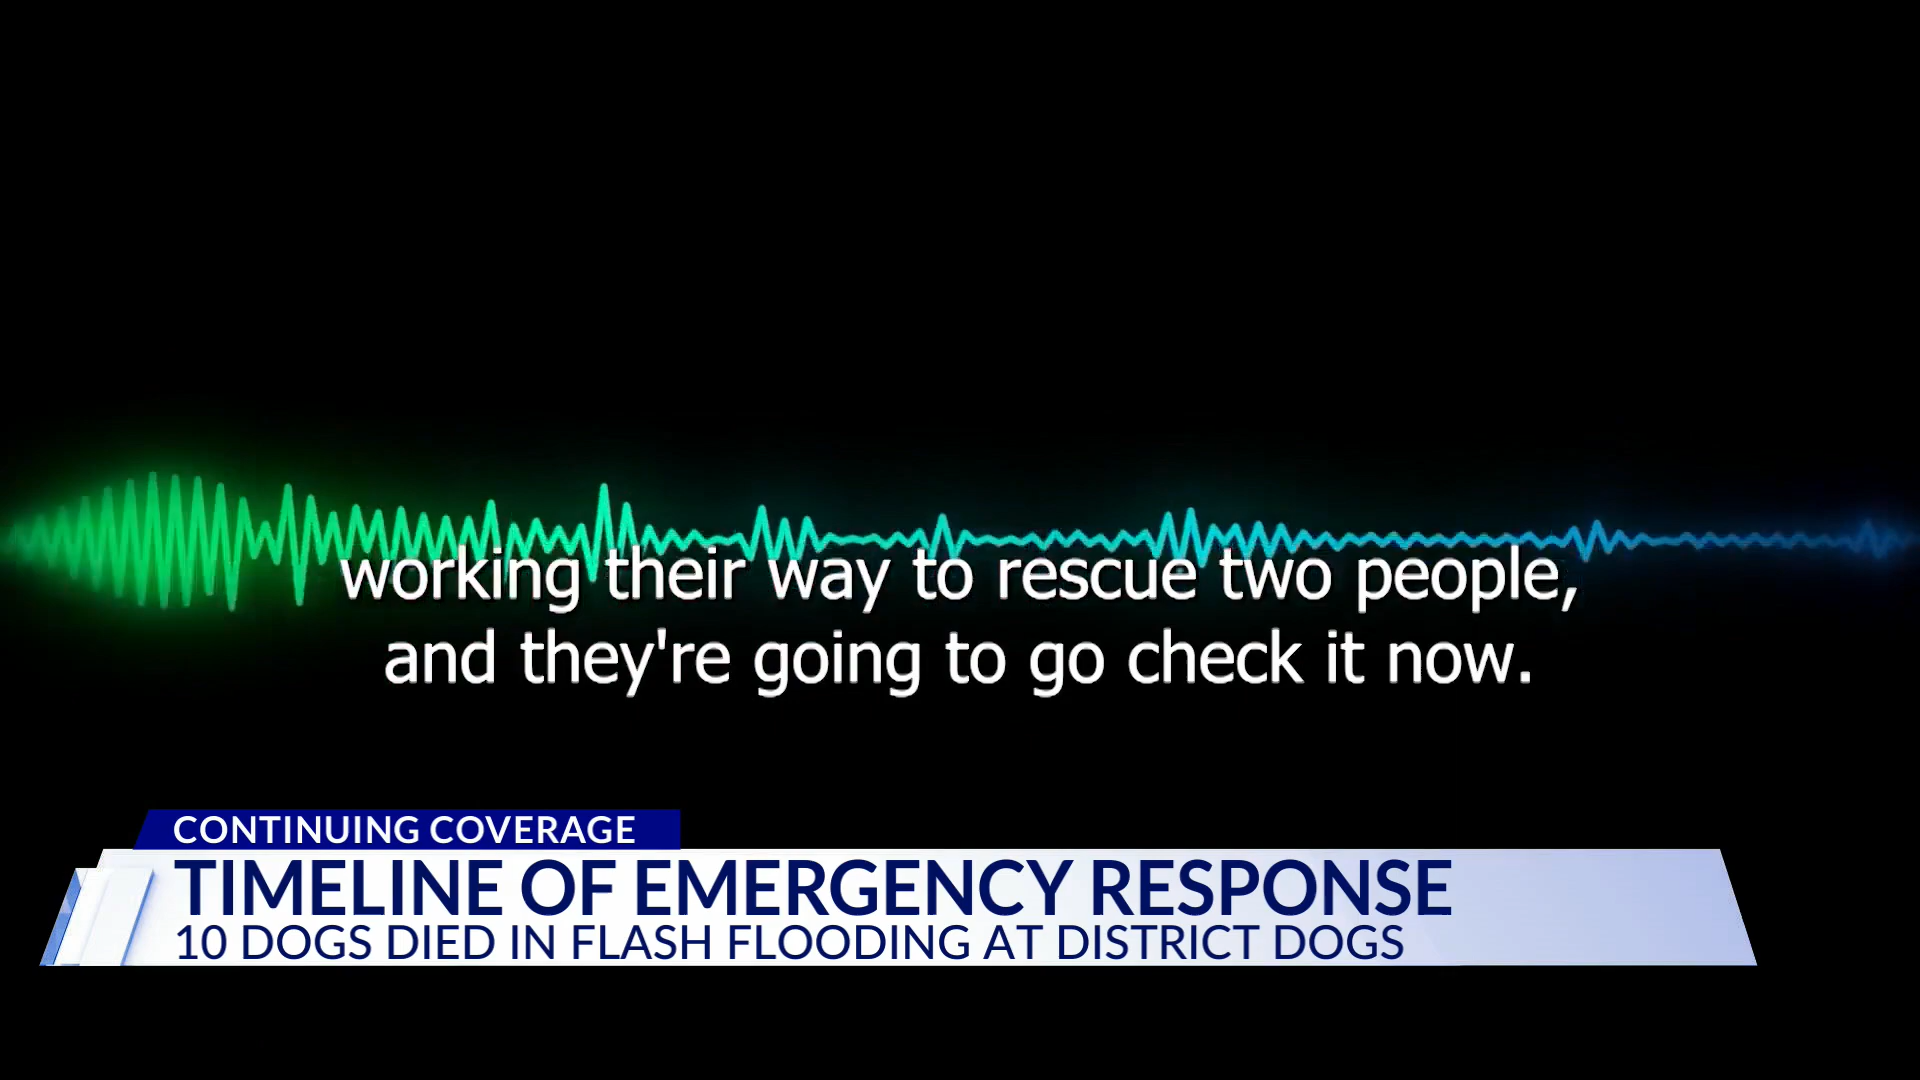 working their way to rescue two people,
and they're going to go check it now.
CONTINUING COVERAGE
TIMELINE OF EMERGENCY RESPONSE
10 DOGS DIED IN FLASH FLOODING AT DISTRICT DOGS